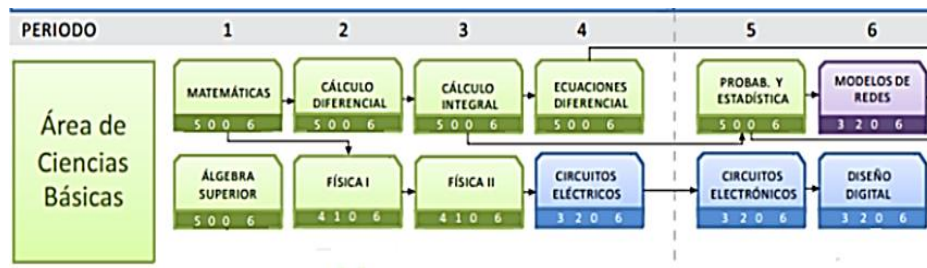 PERIODO 1 2 3 4 5 6
Área de
Ciencias
Básicas
MATEMÁTICAS
5 0 0 6
CÁLCULO
DIFERENCIAL
5 0 0 6
CÁLCULO
INTEGRAL
5 0 0 6
ECUACIONES
DIFERENCIAL
5 0 0 6
PROBAB. Y
ESTADÍSTICA
5 0 0 6
MODELOS DE
REDES
3 2 0 6
ÁLGEBRA
SUPERIOR
5 0 0 6
FÍSICA I
4 1 0 6
FÍSICA II
4 1 0 6
CIRCUITOS
ELÉCTRICOS
3 2 0 6
CIRCUITOS
ELECTRÓNICOS
3 2 0 6
DISEÑO
DIGITAL
3 2 0 6